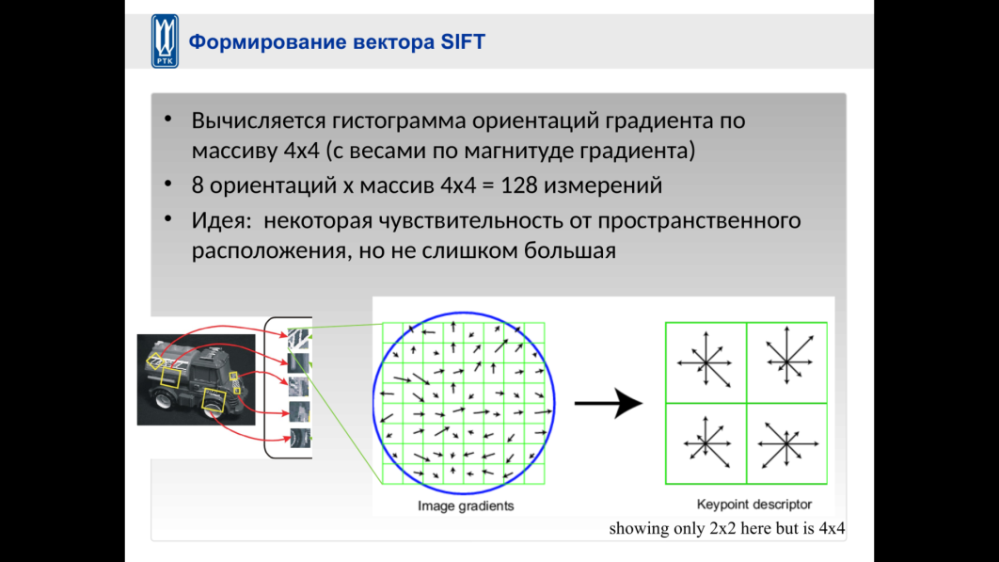 РТК
Формирование вектора SIFT
• Вычисляется гистограмма ориентаций градиента по
массиву 4x4 (с весами по магнитуде градиента)
• 8 ориентаций x массив 4x4 = 128 измерений
• Идея:  некоторая чувствительность от пространственного
расположения, но не слишком большая
Image gradients
Keypoint descriptor
showing only 2x2 here but is 4x4